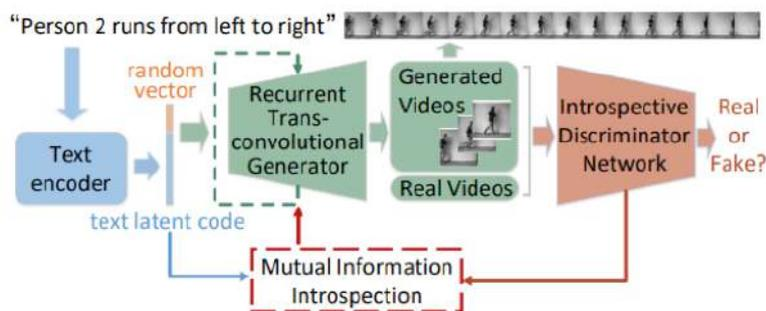 “Person 2 runs from left to right”
random
vector
Text
encoder
text latent code
Recurrent
Trans-
convolutional
Generator
Generated
Videos
Real Videos
Introspective
Discriminator
Network
Real
or
Fake?
Mutual Information
Introspection